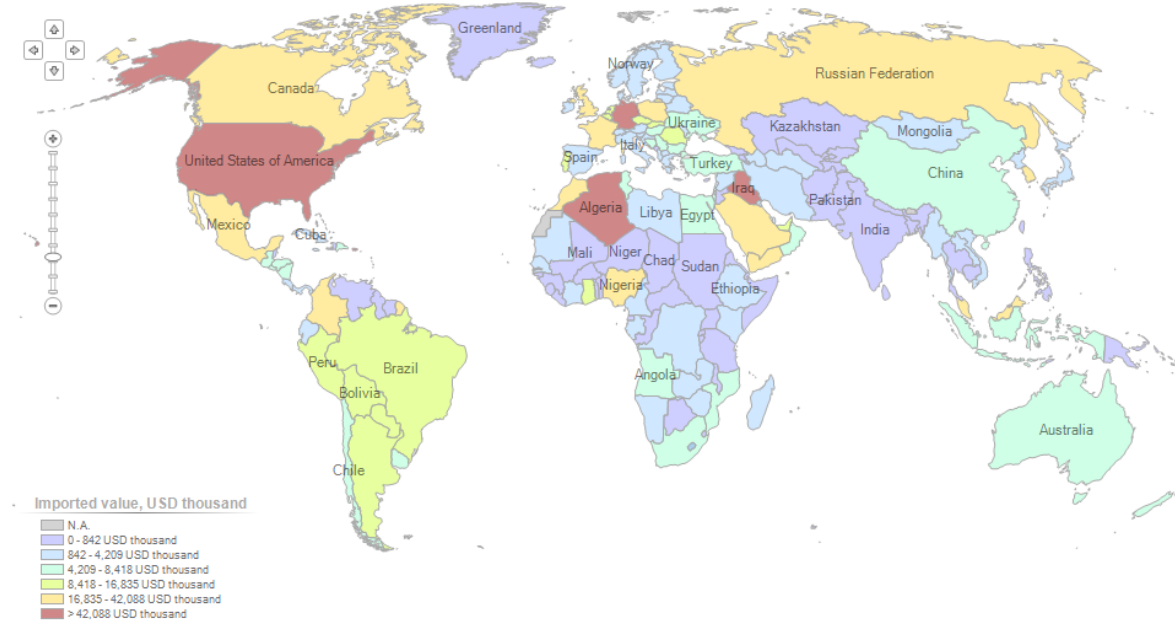 Greenland
Norway
Russian Federation
Canada
Ukraine
Kazakhstan
Mongolia
United States of America
Spain
Italy
Turkey
China
Iraq
Pakistan
Algeria
Libya
Egypt
India
Mexico
Cuba
Mali
Niger
Chad
Sudan
Nigeria
Ethiopia
Peru
Brazil
Angola
Bolivia
Australia
Chile
Imported value, USD thousand
N.A.
0 - 842 USD thousand
842 - 4,209 USD thousand
4,209 - 8,418 USD thousand
8,418 - 16,835 USD thousand
16,835 - 42,088 USD thousand
> 42,088 USD thousand